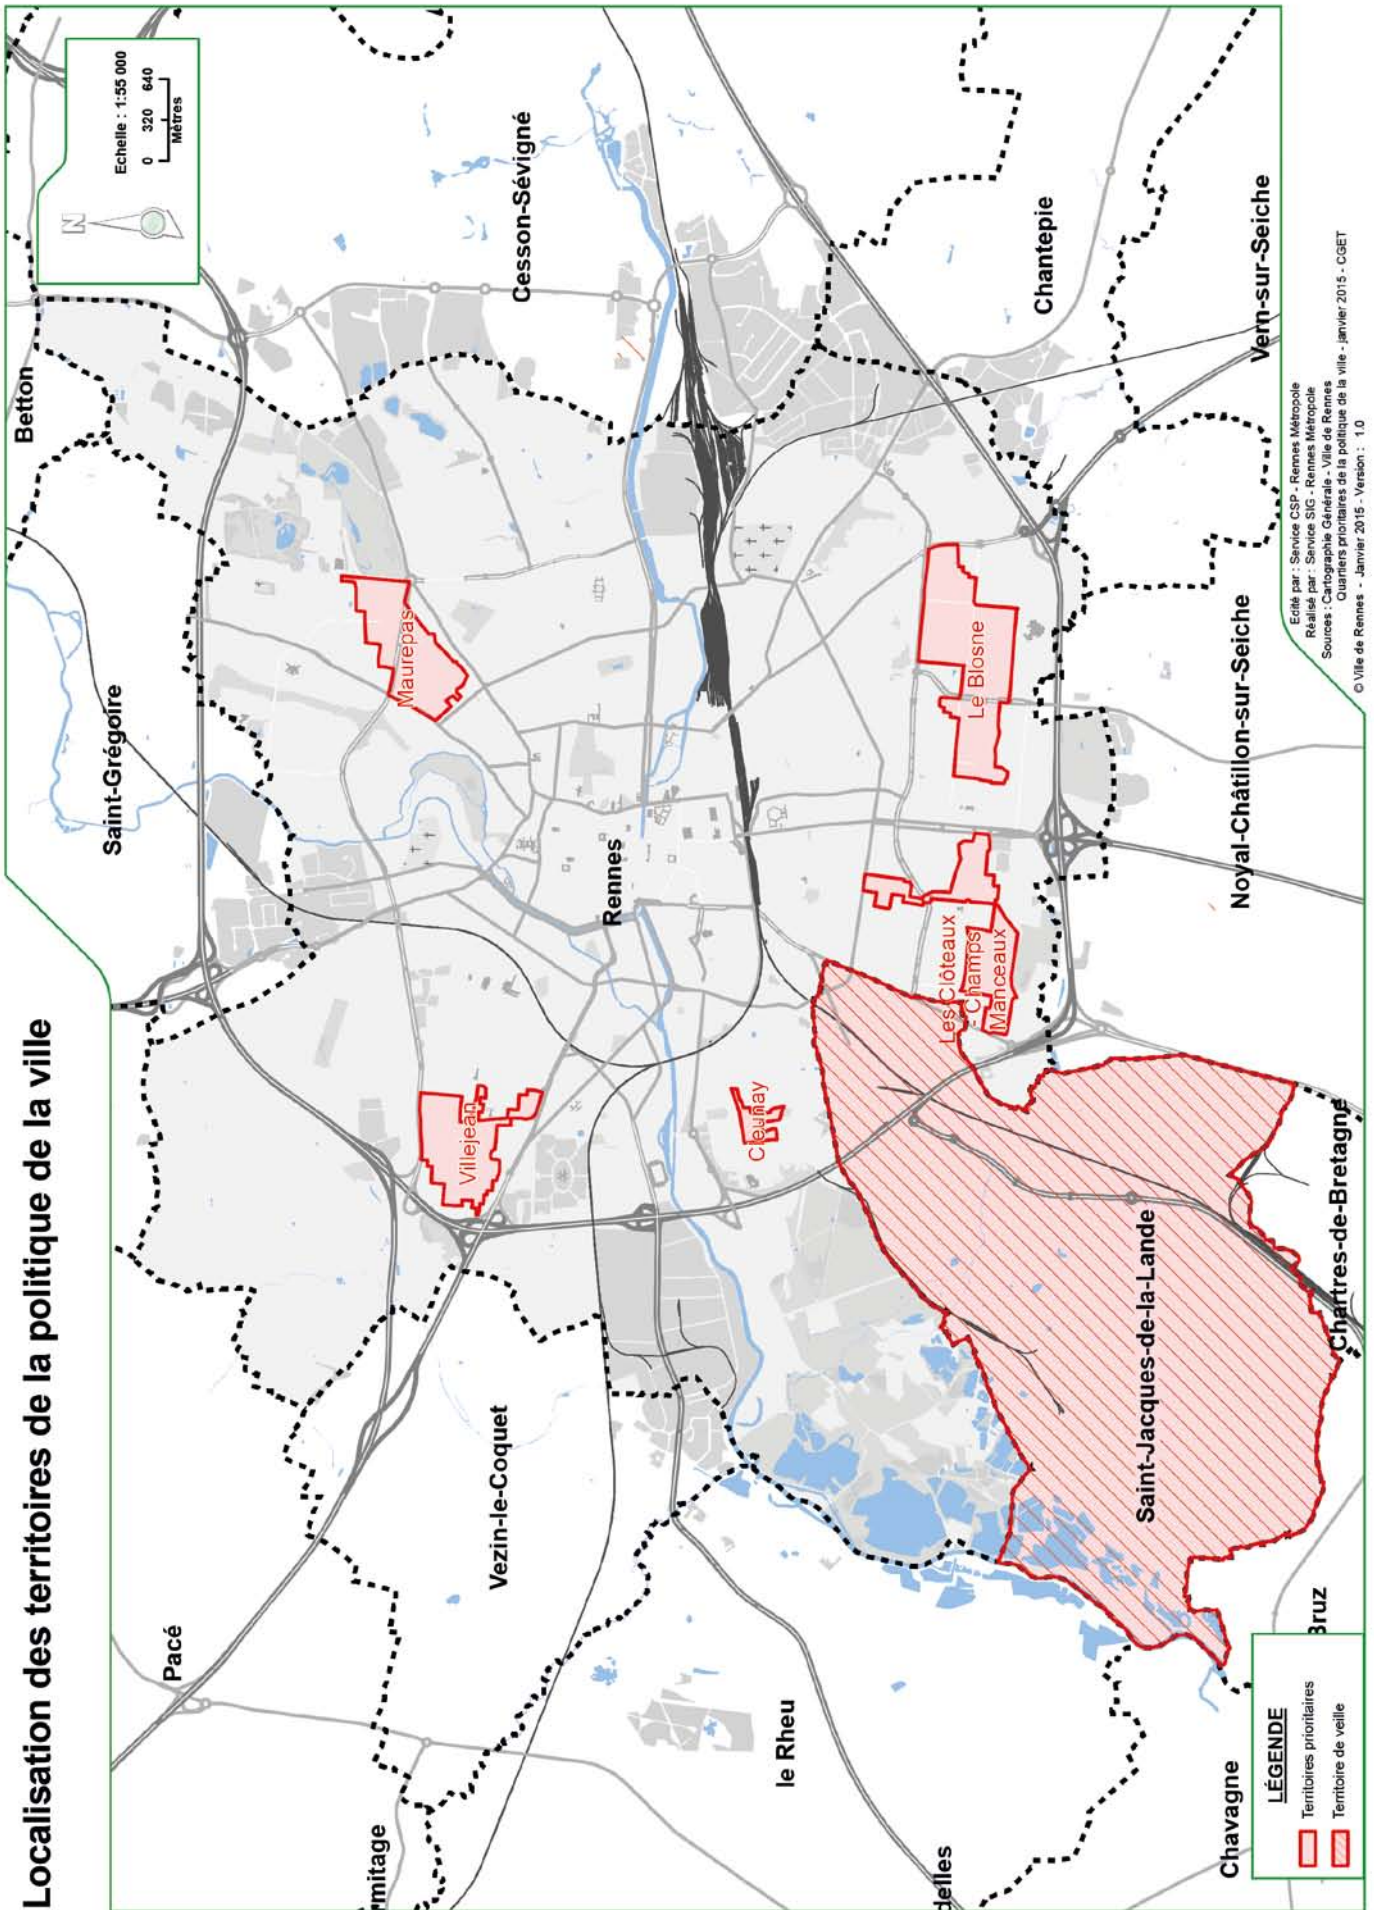 Localisation des territoires de la politique de la ville
Echelle : 1:55 000
0 320 640
Mètres
N
Betton
Saint-Grégoire
Cesson-Sévigné
Pacé
Maurepas
Villejean
Vezin-le-Coquet
Rennes
Cleunay
le Rheu
Chantepie
Le Blosne
Les Clôteaux
- Champs
Manceaux
Saint-Jacques-de-la-Lande
Vern-sur-Seiche
Noyal-Châtillon-sur-Seiche
Chartres-de-Bretagne
Bruz
Chavagne
rmitage
delles
LÉGENDE
Territoires prioritaires
Territoire de veille
Edité par : Service CSP - Rennes Métropole
Réalisé par : Service SIG - Rennes Métropole
Sources : Cartographie Générale - Ville de Rennes
Quartiers prioritaires de la politique de la ville - janvier 2015 - CGET
© Ville de Rennes - Janvier 2015 - Version : 1.0